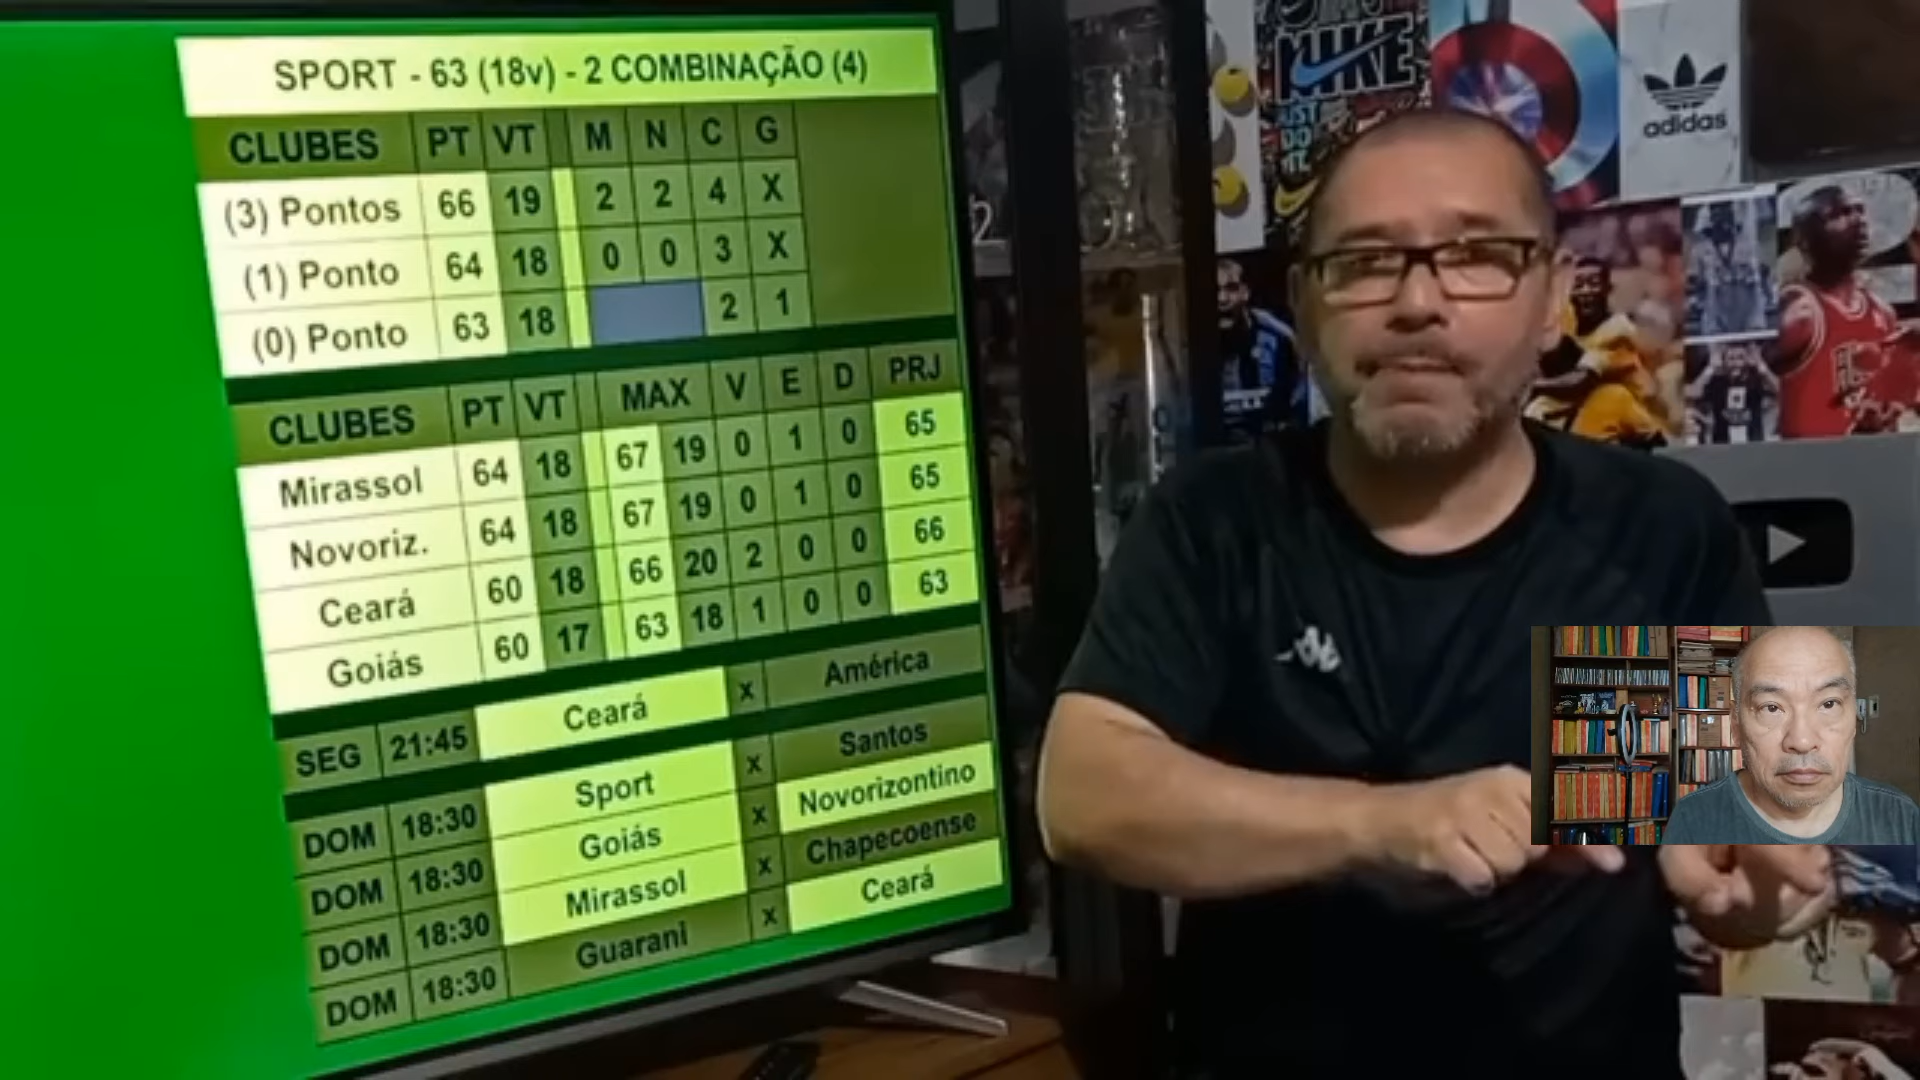 SPORT - 63 (18v) - 2 COMBINAÇÃO (4)
CLUBES PT VT M N C G
(3) Pontos 66 19 2 2 4 X
(1) Ponto 64 18 0 0 3 X
(0) Ponto 63 18 2 1
CLUBES PT VT MAX V E D PRJ
Mirassol 64 18 67 19 0 1 0 65
Novoriz. 64 18 67 19 0 1 0 65
Ceará 60 18 66 20 2 0 0 66
Goiás 60 17 63 18 1 0 0 63
SEG 21:45 Ceará x América
DOM 18:30 Sport x Santos
DOM 18:30 Goiás x Novorizontino
DOM 18:30 Mirassol x Chapecoense
DOM 18:30 Guarani x Ceará
NIKE
JUST
DO
IT.
adidas